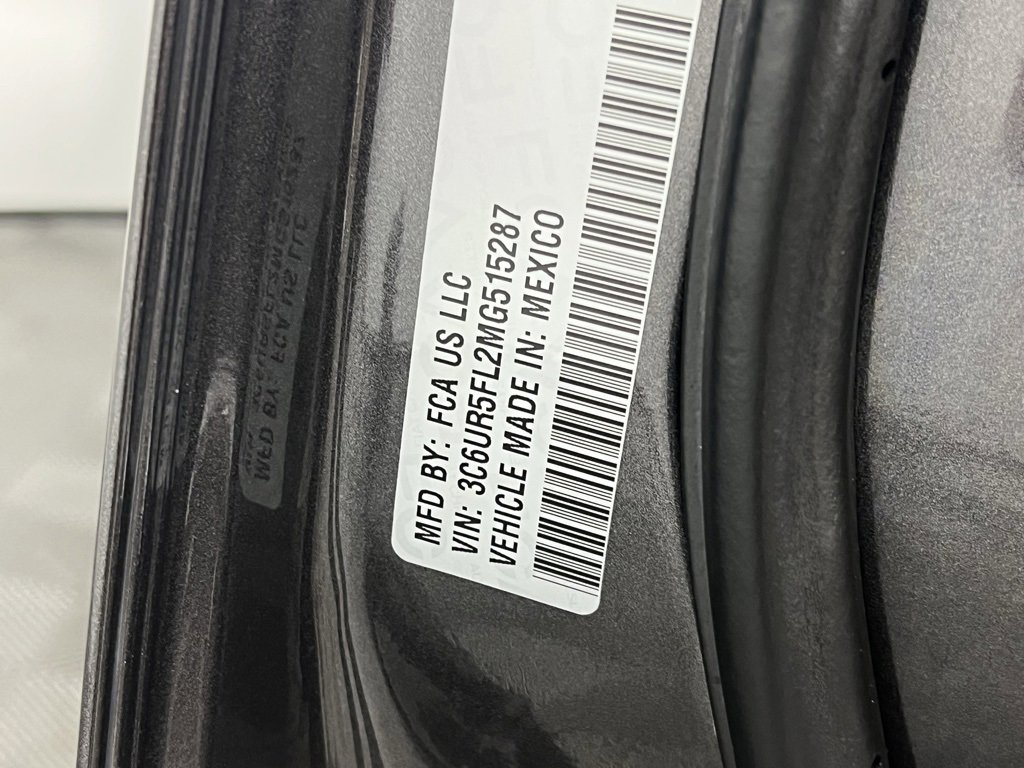 MFD BY: FCA US LLC
VIN: 3C6UR5FL2MG515287
VEHICLE MADE IN: MEXICO